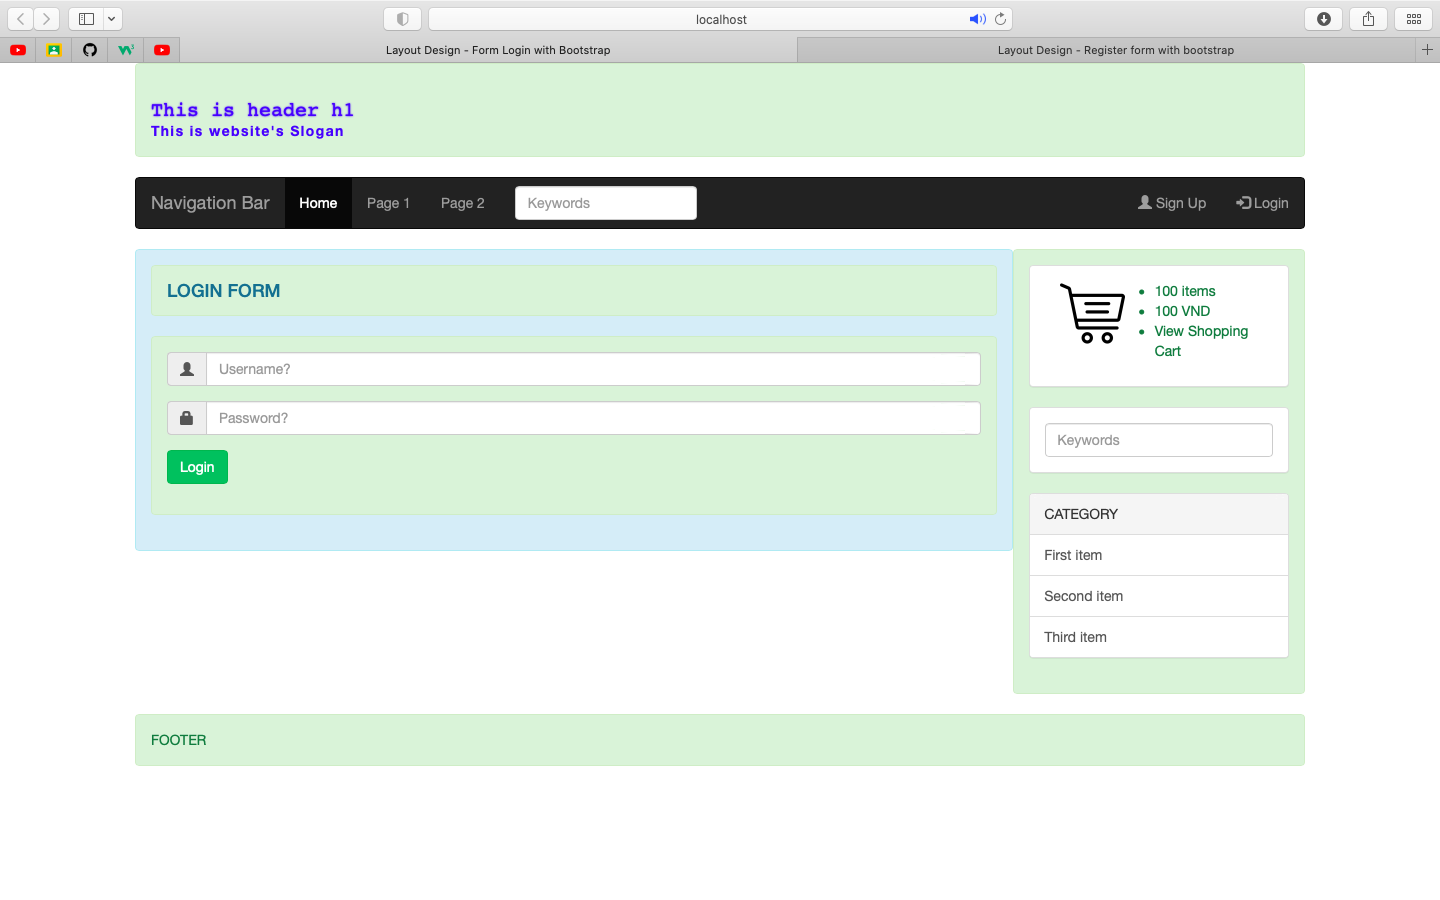 localhost
Layout Design - Form Login with Bootstrap
Layout Design - Register form with bootstrap
This is header h1
This is website's Slogan
Navigation Bar
Home
Page 1
Page 2
Keywords
Sign Up
Login
LOGIN FORM
Username?
Password?
Login
100 items
100 VND
View Shopping
Cart
Keywords
CATEGORY
First item
Second item
Third item
FOOTER